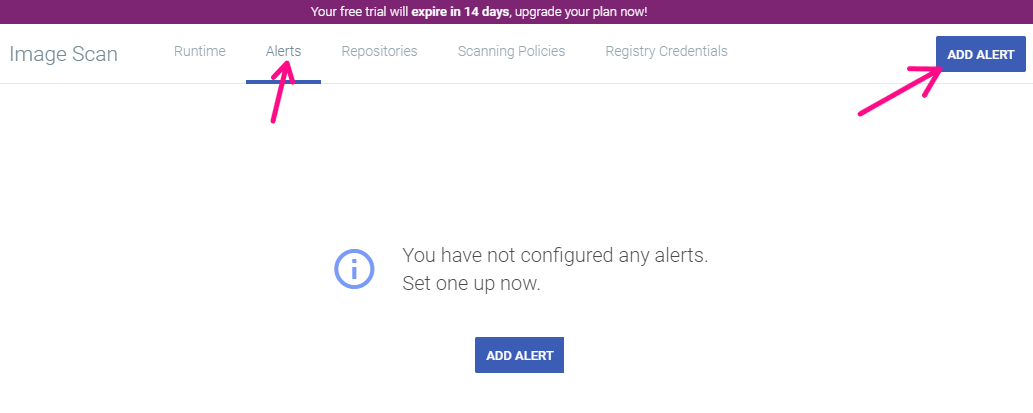 Your free trial will expire in 14 days, upgrade your plan now!
Image Scan Runtime Alerts Repositories Scanning Policies Registry Credentials ADD ALERT
You have not configured any alerts.
Set one up now.
ADD ALERT